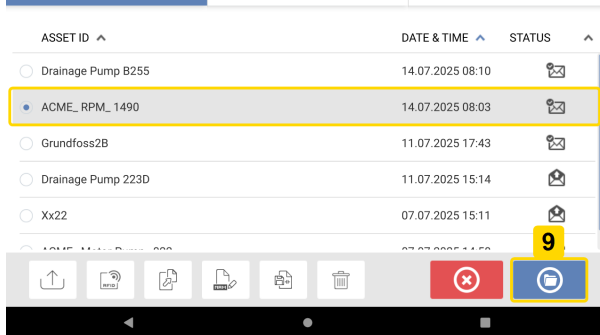 ASSET ID DATE & TIME STATUS
Drainage Pump B255 14.07.2025 08:10
ACME_ RPM_ 1490 14.07.2025 08:03
Grundfoss2B 11.07.2025 17:43
Drainage Pump 223D 11.07.2025 15:14
Xx22 07.07.2025 15:11
9
RFID